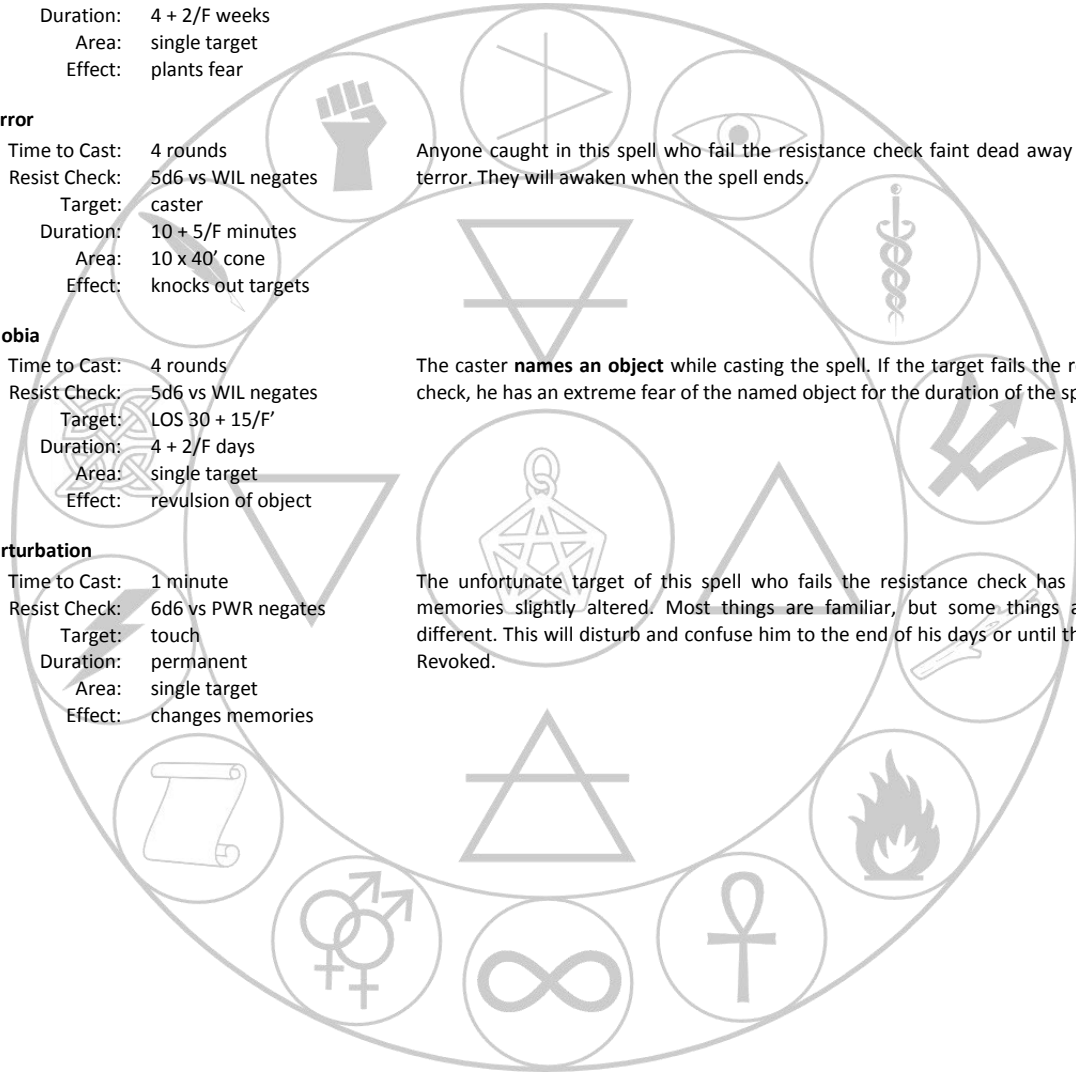 Duration: 4 + 2/F weeks
Area: single target
Effect: plants fear
rror
Time to Cast: 4 rounds
Resist Check: 5d6 vs WIL negates
Target: caster
Duration: 10 + 5/F minutes
Area: 10 x 40’ cone
Effect: knocks out targets
Anyone caught in this spell who fail the resistance check faint dead away
terror. They will awaken when the spell ends.
obia
Time to Cast: 4 rounds
Resist Check: 5d6 vs WIL negates
Target: LOS 30 + 15/F’
Duration: 4 + 2/F days
Area: single target
Effect: revulsion of object
The caster names an object while casting the spell. If the target fails the r
check, he has an extreme fear of the named object for the duration of the sp
rturbation
Time to Cast: 1 minute
Resist Check: 6d6 vs PWR negates
Target: touch
Duration: permanent
Area: single target
Effect: changes memories
The unfortunate target of this spell who fails the resistance check has
memories slightly altered. Most things are familiar, but some things a
different. This will disturb and confuse him to the end of his days or until th
Revoked.